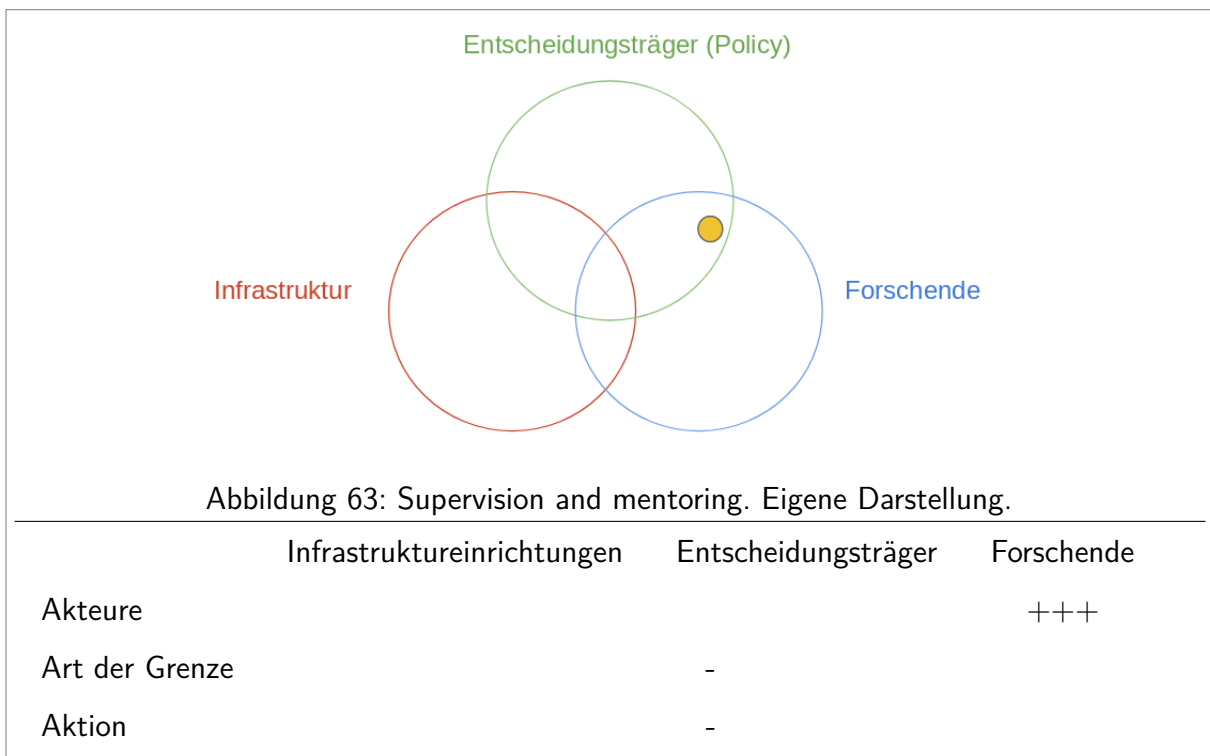 Entscheidungsträger (Policy)
Infrastruktur
Forschende
Abbildung 63: Supervision and mentoring. Eigene Darstellung.
Infrastruktureinrichtungen Entscheidungsträger Forschende
Akteure +++
Art der Grenze -
Aktion -